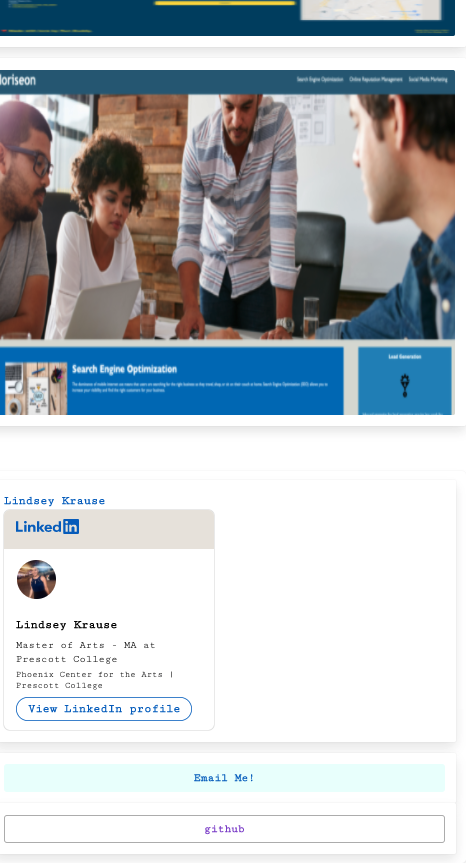 loriseon
Search Engine Optimization Online Reputation Management Social Media Marketing
Search Engine Optimization
Lead Generation
Lindsey Krause
Linkedin
Lindsey Krause
Master of Arts - MA at
Prescott College
Phoenix Center for the Arts |
Prescott College
View LinkedIn profile
Email Me!
github